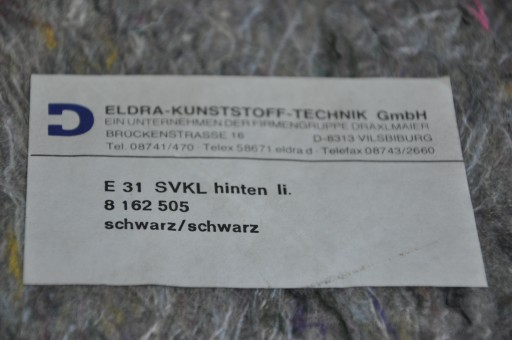 ELDRA-KUNSTSTOFF-TECHNIK GmbH
EIN UNTERNEHMEN DER FIRMENGRUPPE DRÄXLMAIER
BRÜCKENSTRASSE 16 D-8313 VILSBIBURG
Tel. 08741/470 · Telex 58671 eldra d · Telefax 08743/2660
E 31 SVKL hinten li.
8 162 505
schwarz/schwarz